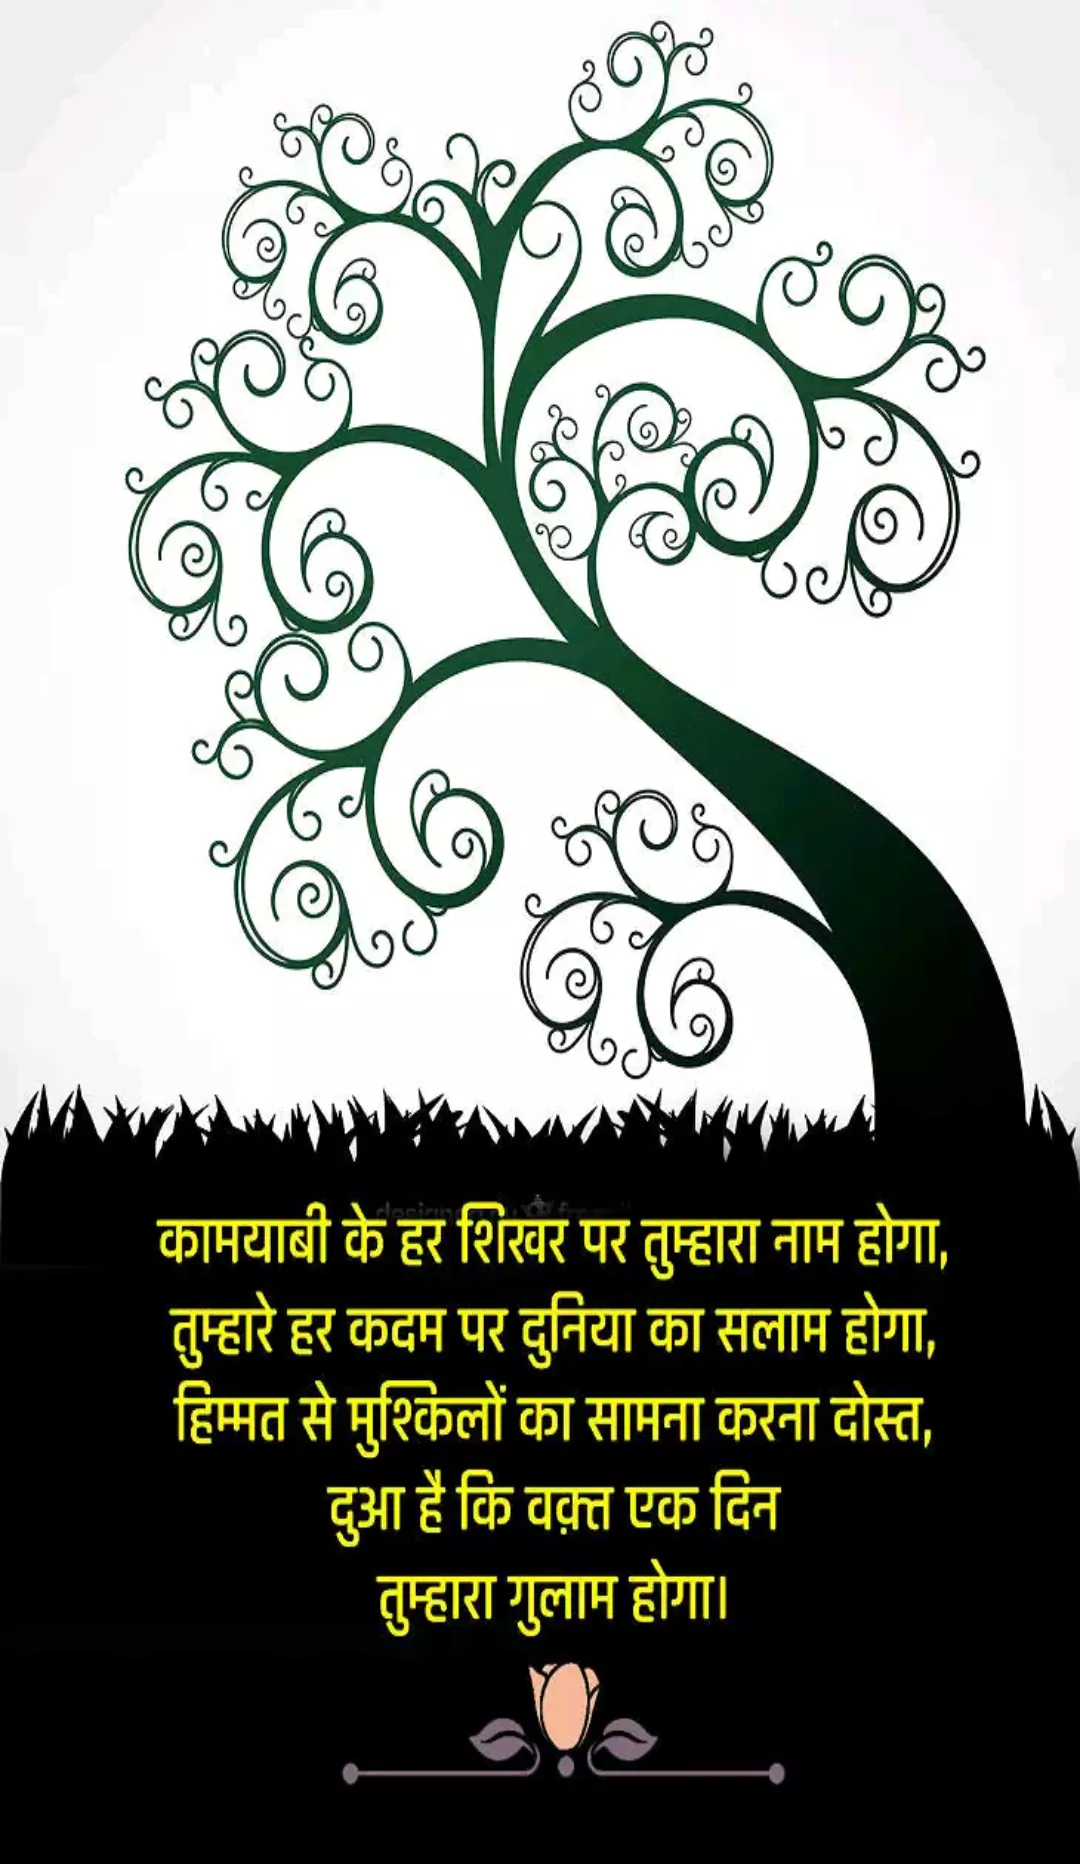 कामयाबी के हर शिखर पर तुम्हारा नाम होगा,
तुम्हारे हर कदम पर दुनिया का सलाम होगा,
हिम्मत से मुश्किलों का सामना करना दोस्त,
दुआ है कि वक़्त एक दिन
तुम्हारा गुलाम होगा।